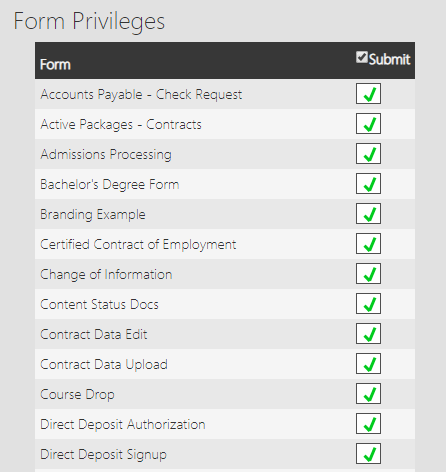 Form Privileges
Form Submit
Accounts Payable - Check Request
Active Packages - Contracts
Admissions Processing
Bachelor's Degree Form
Branding Example
Certified Contract of Employment
Change of Information
Content Status Docs
Contract Data Edit
Contract Data Upload
Course Drop
Direct Deposit Authorization
Direct Deposit Signup